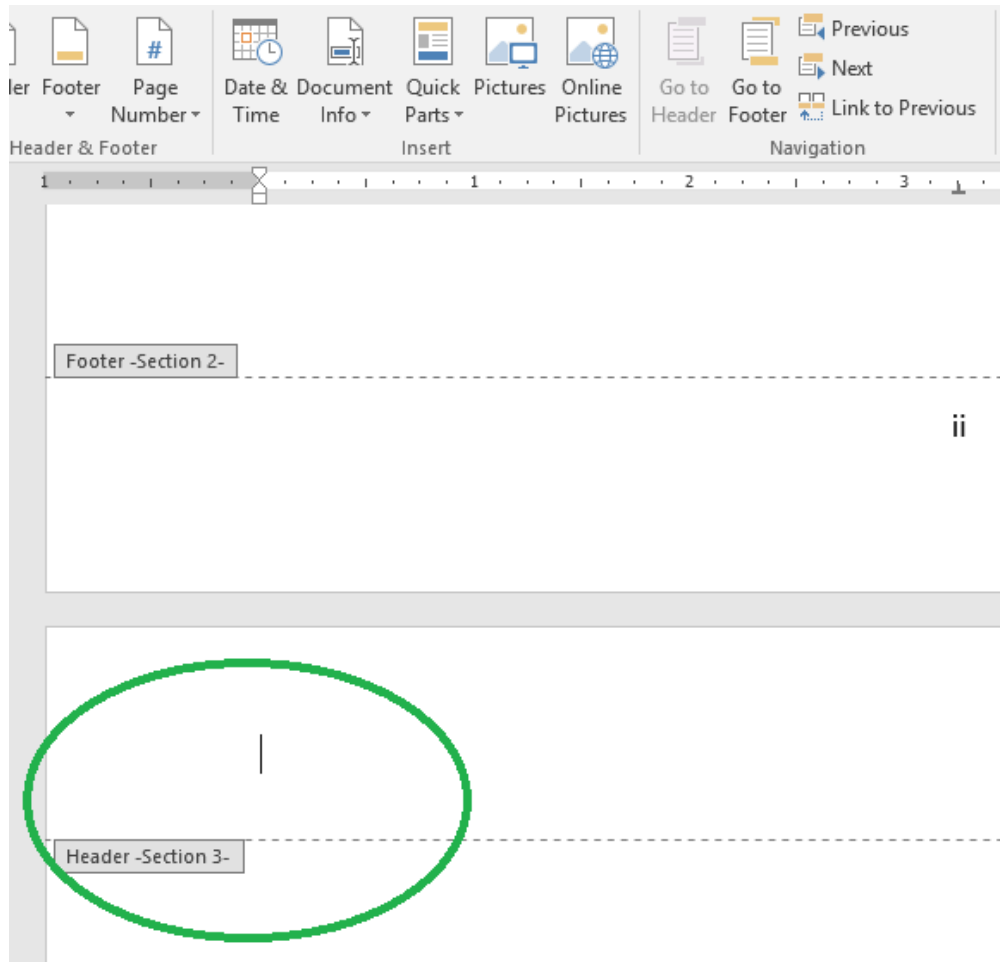 Previous
#
Next
ler Footer Page Date & Document Quick Pictures Online Go to Go to
Number Time Info Parts Pictures Header Footer Link to Previous
Header & Footer Insert Navigation
1 1 2 3
Footer -Section 2-
ii
Header -Section 3-